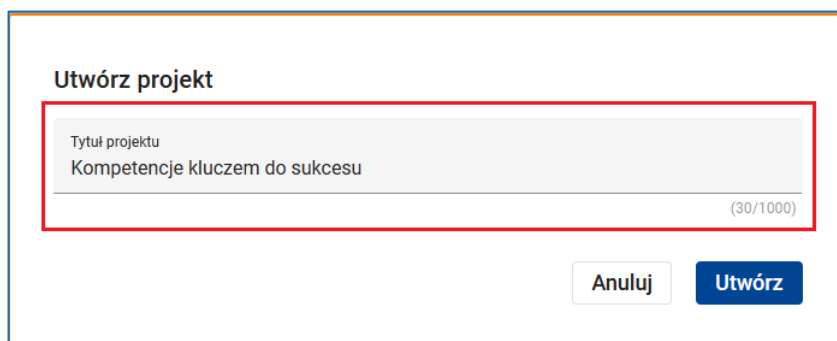 Utwórz projekt
Tytuł projektu
Kompetencje kluczem do sukcesu
(30/1000)
Anuluj
Utwórz